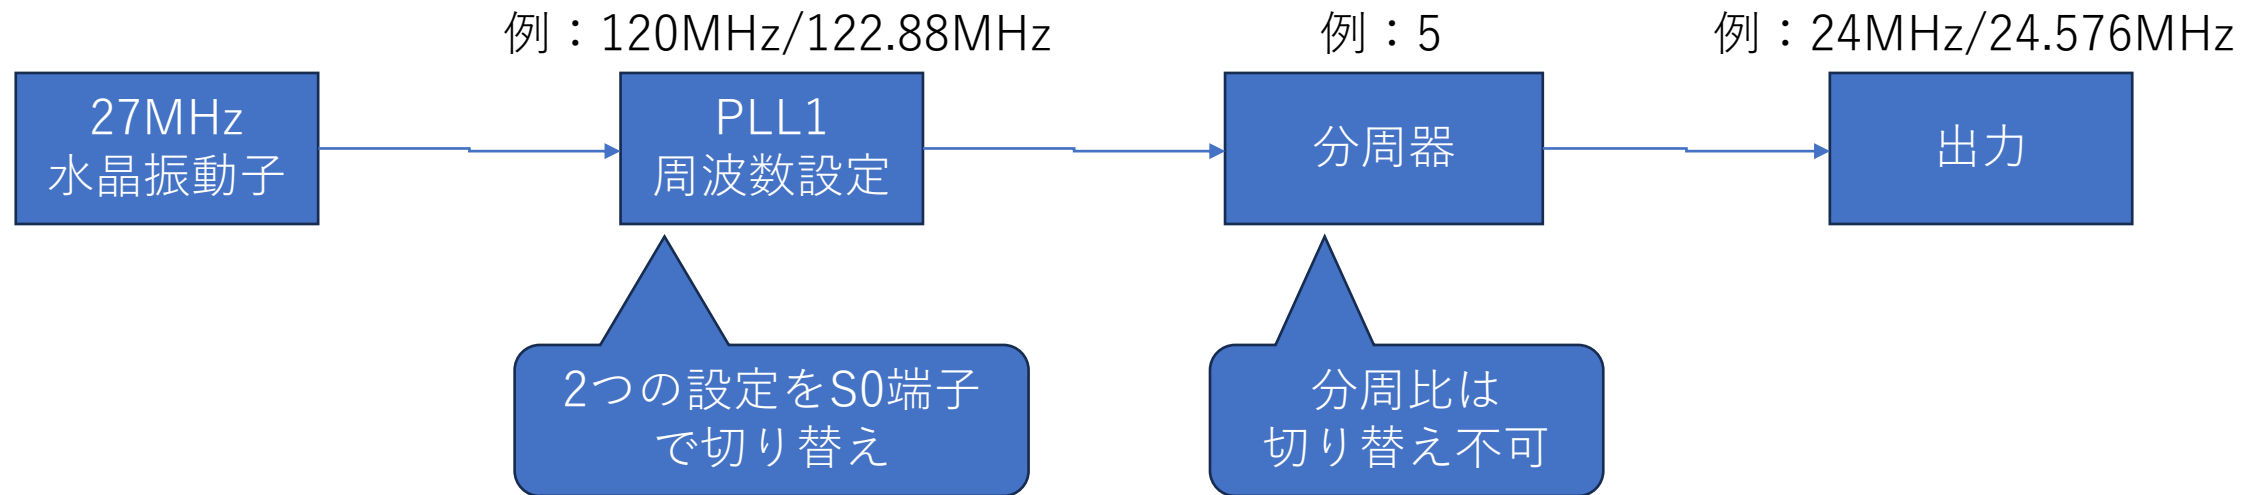 例：120MHz/122.88MHz
例：5
例：24MHz/24.576MHz
27MHz
水晶振動子
PLL1
周波数設定
分周器
出力
2つの設定をS0端子
で切り替え
分周比は
切り替え不可